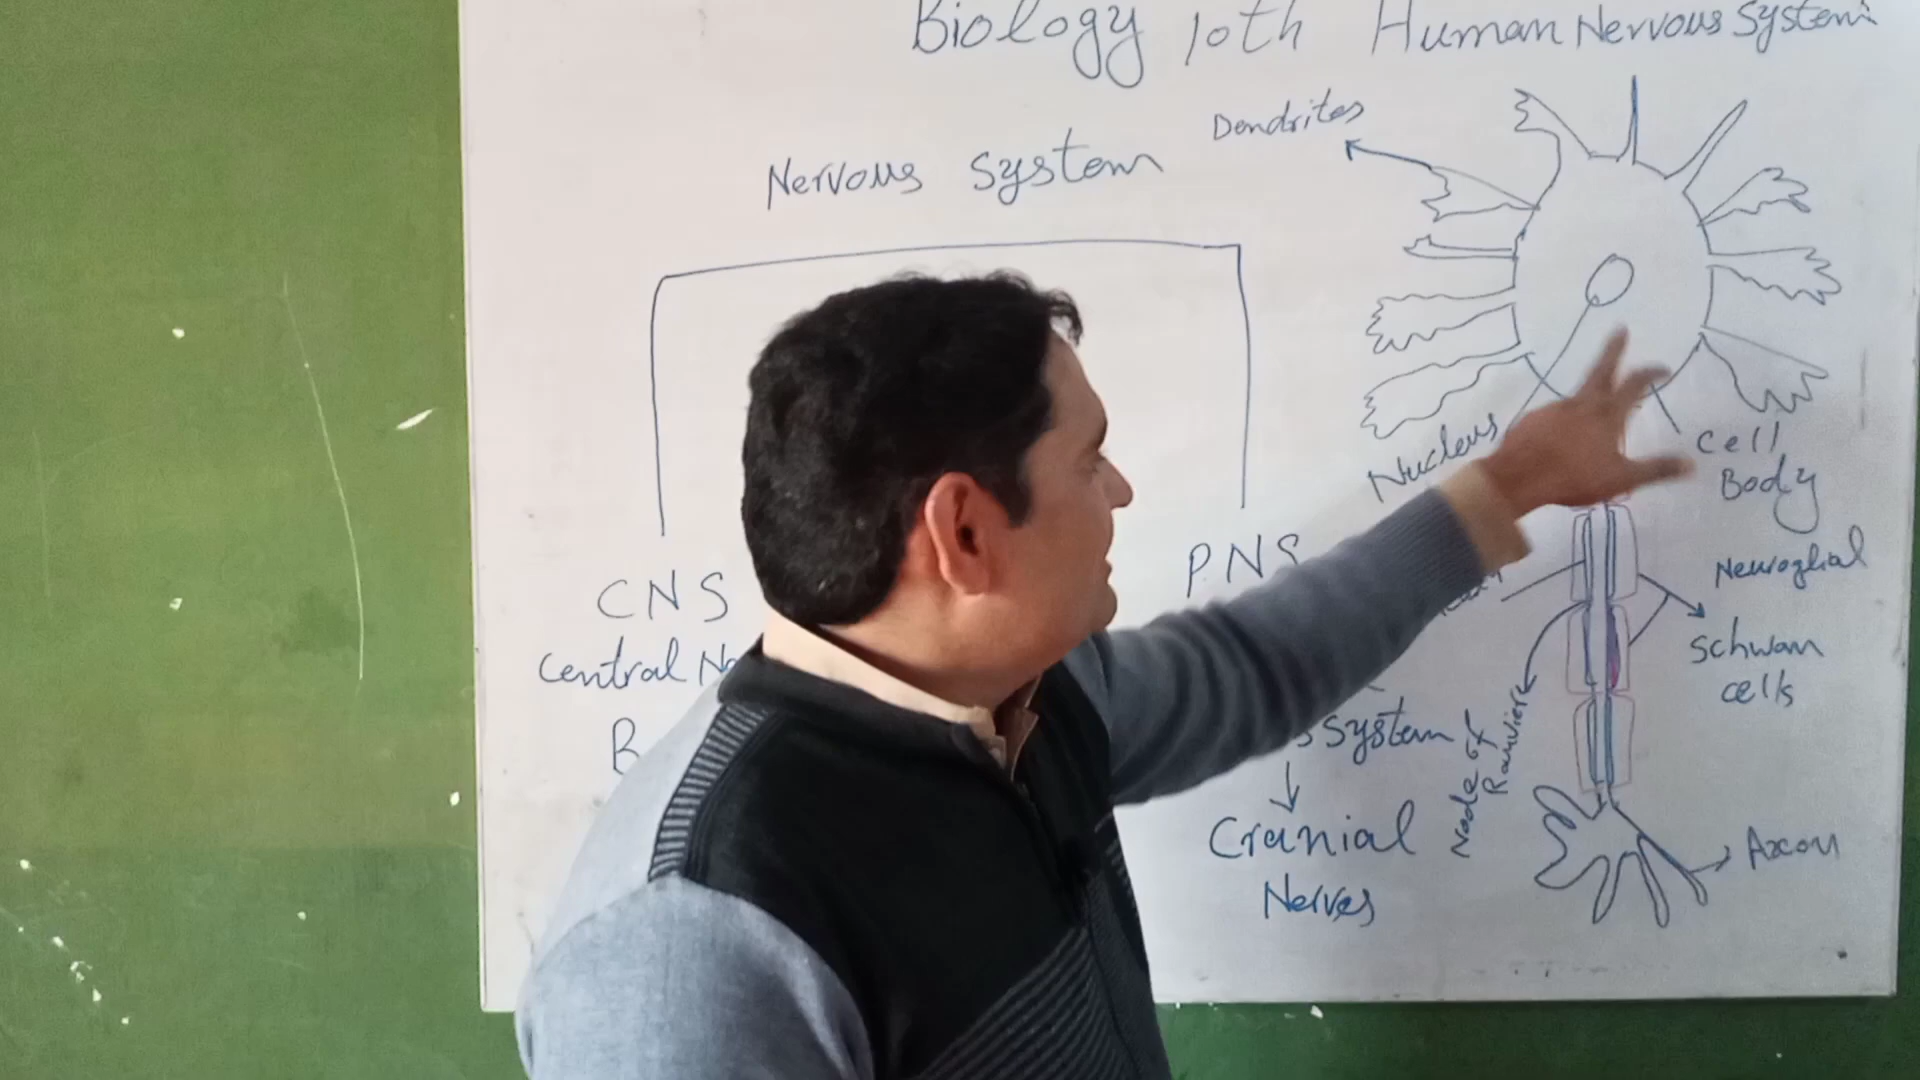 Biology 10th Human Nervous System
Nervous System
Dendrites
Nucleus
Cell
Body
CNS
Central
PNS
Neuroglial
Schwan
cells
System
Node of
Ranvier
Cranial
Nerves
Axon